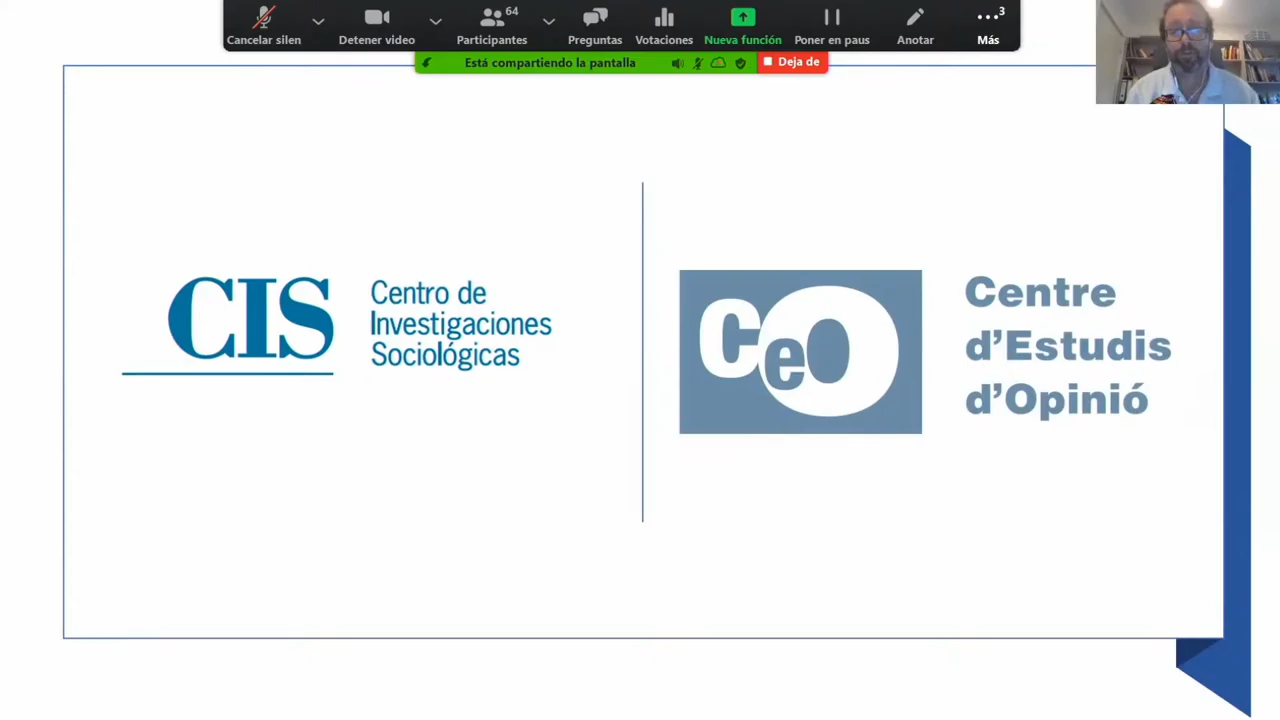 64
3
Cancelar silen
Detener video
Participantes
Preguntas
Votaciones
Nueva función
Poner en paus
Anotar
Más
Está compartiendo la pantalla
Deja de
CIS
Centro de
Investigaciones
Sociológicas
CeO
Centre
d'Estudis
d'Opinió